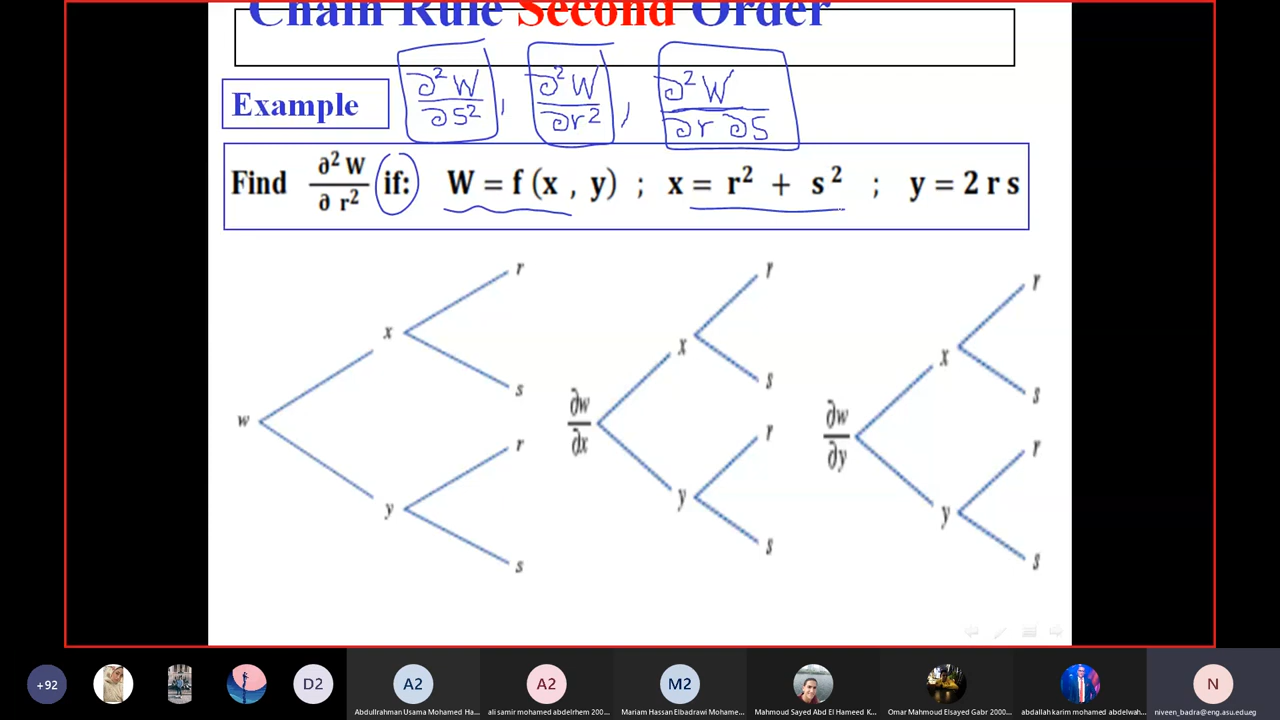 Chain Rule Second Order
Example
∂²W/∂S² , ∂²W/∂r² , ∂²W/∂r ∂S
Find ∂² W/∂ r² if: W = f (x , y) ; x = r² + s² ; y = 2 r s
r r r
x x x
s s s
w ∂w/∂x ∂w/∂y
r r r
y y y
s s s
+92 D2 A2 A2 M2 N
Abdullrahman Usama Mohamed Ha... ali samir mohamed abdelrhem 200... Mariam Hassan Elbadrawi Mohame... Mahmoud Sayed Abd El Hameed K... Omar Mahmoud Elsayed Gabr 2000... abdallah karim mohamed abdelwah... niveen_badra@eng.asu.edu.eg